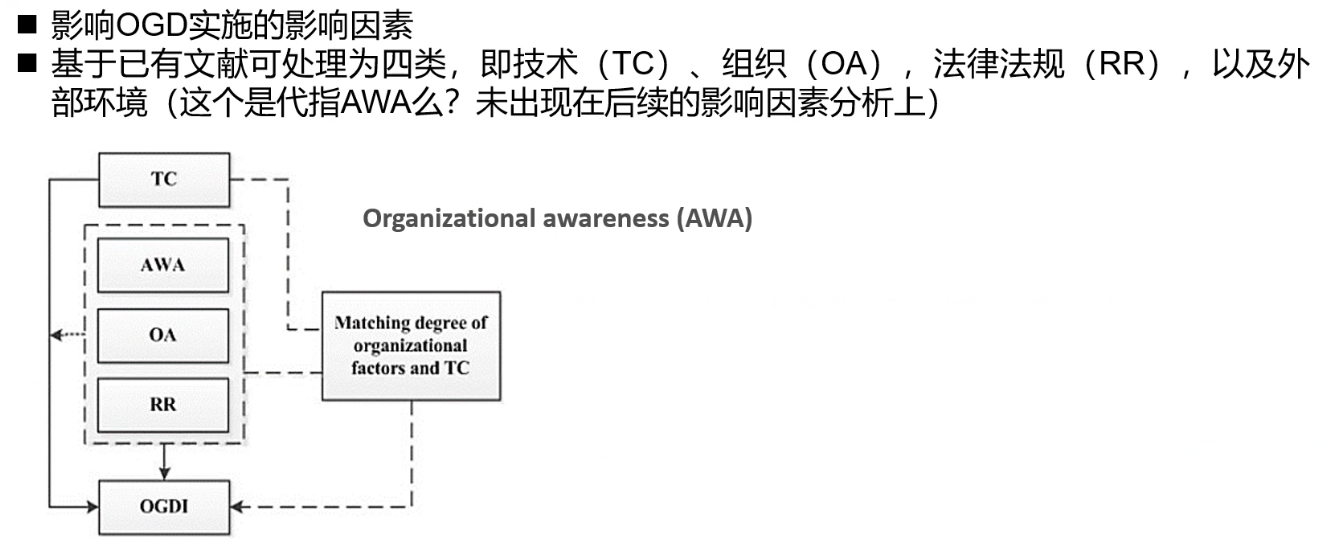 ■ 影响OGD实施的影响因素
■ 基于已有文献可处理为四类，即技术（TC）、组织（OA），法律法规（RR），以及外
部环境（这个是代指AWA么？未出现在后续的影响因素分析上）
TC
Organizational awareness (AWA)
AWA
OA
RR
Matching degree of
organizational
factors and TC
OGDI